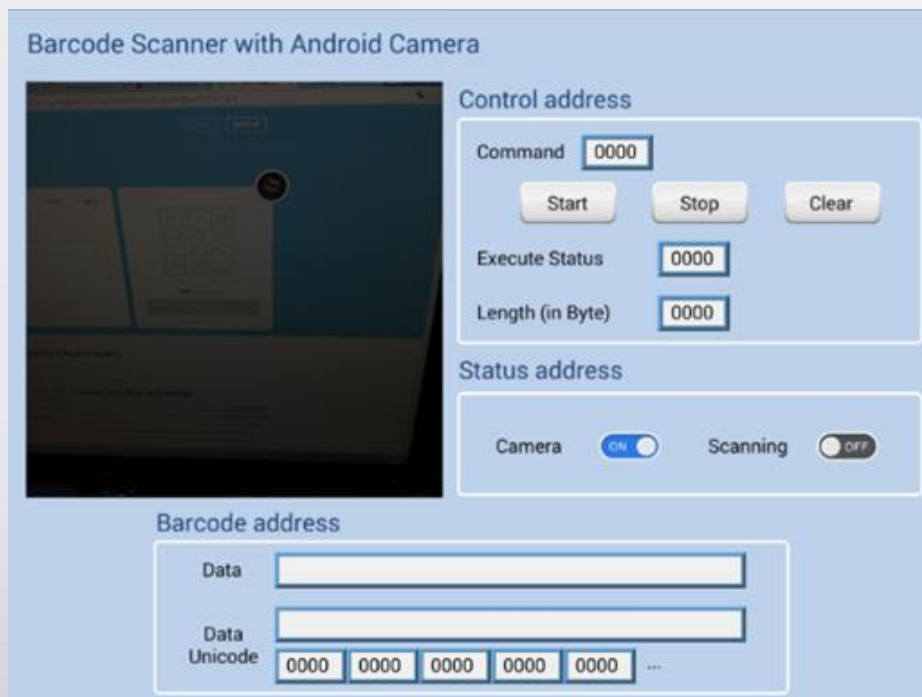 Barcode Scanner with Android Camera
Control address
Command 0000
Start Stop Clear
Execute Status 0000
Length (in Byte) 0000
Status address
Camera ON Scanning OFF
Barcode address
Data
Data
Unicode
0000 0000 0000 0000 0000 ...